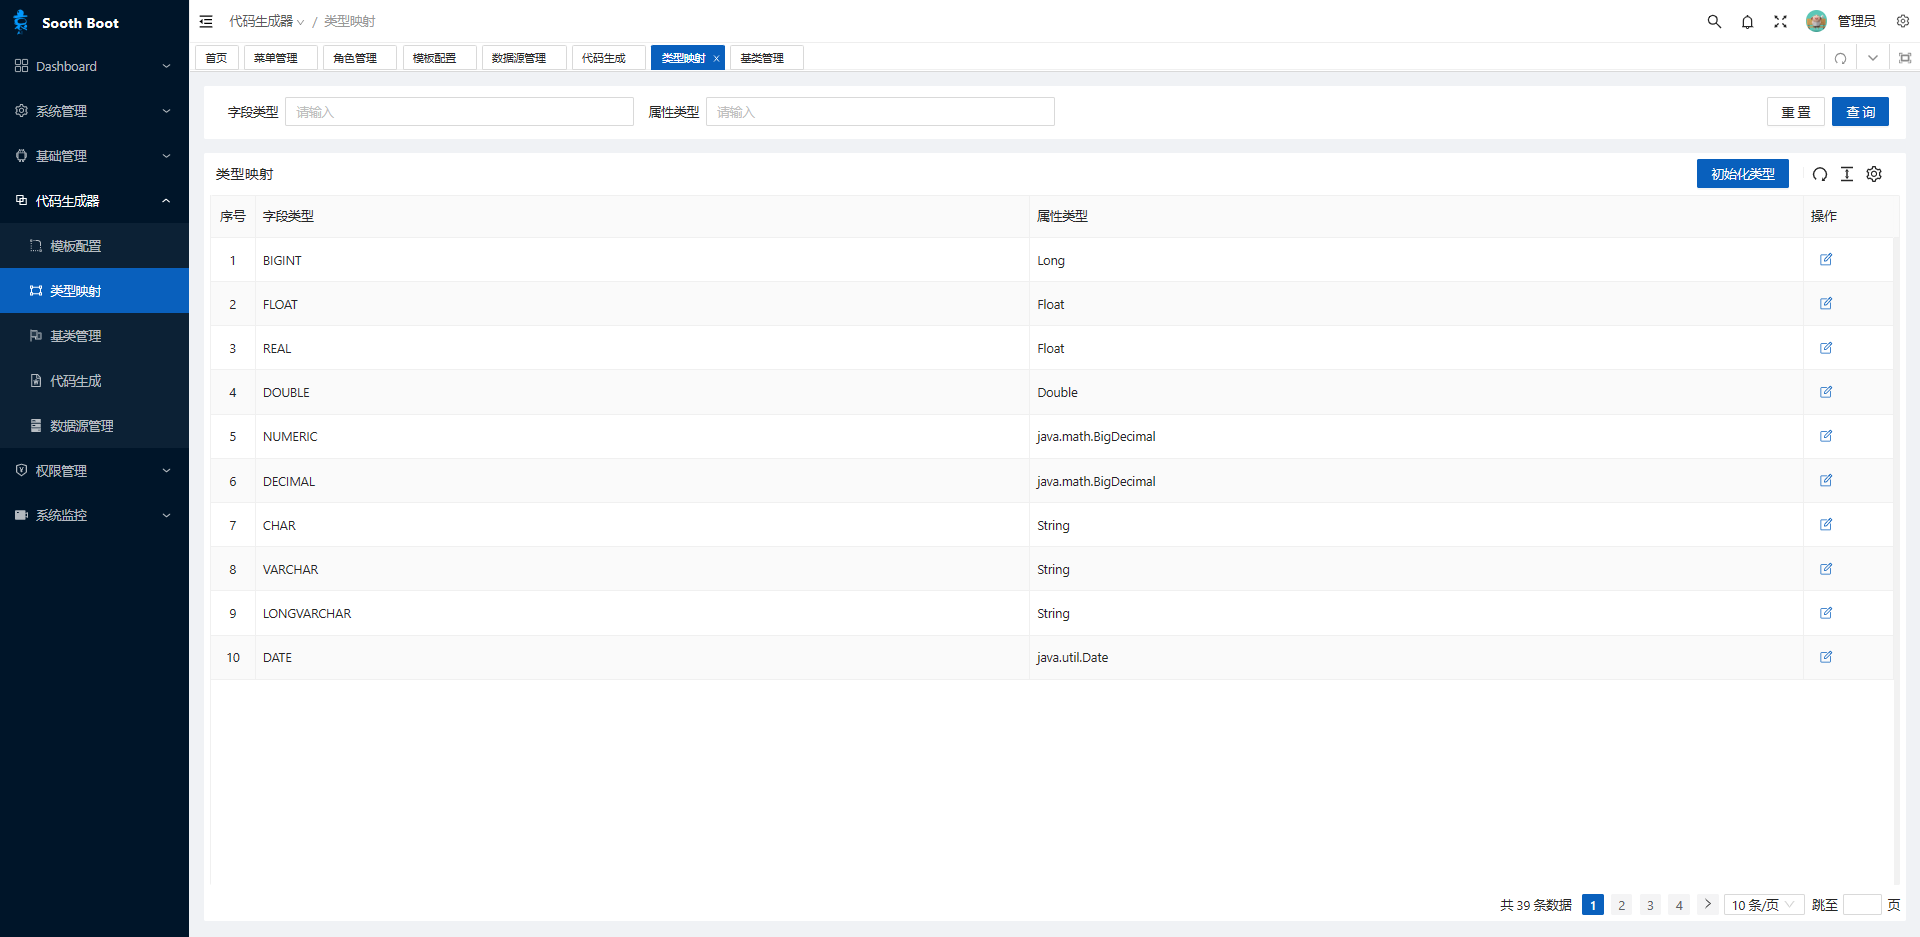 Sooth Boot
代码生成器 / 类型映射
管理员
首页 菜单管理 角色管理 模板配置 数据源管理 代码生成 类型映射 × 基类管理
Dashboard
系统管理
基础管理
代码生成器
模板配置
类型映射
基类管理
代码生成
数据源管理
权限管理
系统监控
字段类型 请输入 属性类型 请输入 重 置 查 询
类型映射 初始化类型
序号 字段类型 属性类型 操作
1 BIGINT Long
2 FLOAT Float
3 REAL Float
4 DOUBLE Double
5 NUMERIC java.math.BigDecimal
6 DECIMAL java.math.BigDecimal
7 CHAR String
8 VARCHAR String
9 LONGVARCHAR String
10 DATE java.util.Date
共 39 条数据 1 2 3 4 > 10 条/页 跳至 页